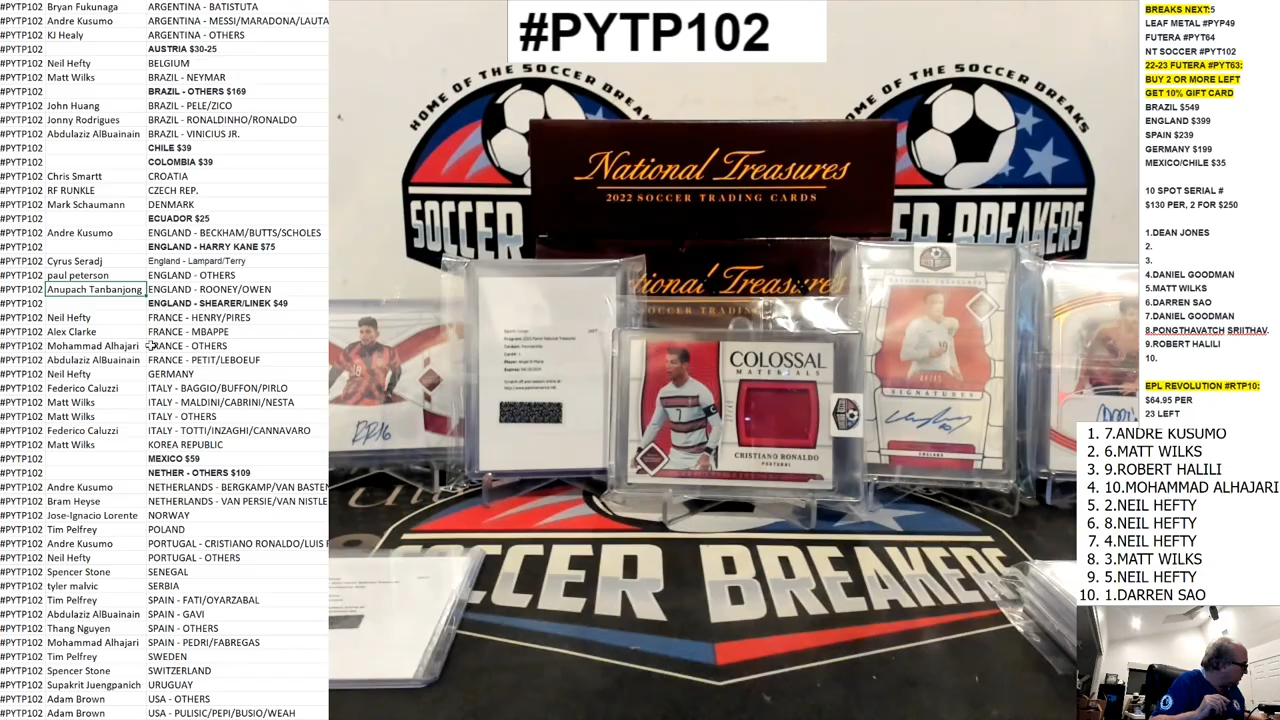 #PYTP102 Bryan Fukunaga ARGENTINA - BATISTUTA
#PYTP102 Andre Kusumo ARGENTINA - MESSI/MARADONA/LAUTA
#PYTP102 KJ Healy ARGENTINA - OTHERS
#PYTP102 AUSTRIA $30-25
#PYTP102 Neil Hefty BELGIUM
#PYTP102 Matt Wilks BRAZIL - NEYMAR
#PYTP102 BRAZIL - OTHERS $169
#PYTP102 John Huang BRAZIL - PELE/ZICO
#PYTP102 Jonny Rodrigues BRAZIL - RONALDINHO/RONALDO
#PYTP102 Abdulaziz AlBuainain BRAZIL - VINICIUS JR.
#PYTP102 CHILE $39
#PYTP102 COLOMBIA $39
#PYTP102 Chris Smartt CROATIA
#PYTP102 RF RUNKLE CZECH REP.
#PYTP102 Mark Schaumann DENMARK
#PYTP102 ECUADOR $25
#PYTP102 Andre Kusumo ENGLAND - BECKHAM/BUTTS/SCHOLES
#PYTP102 ENGLAND - HARRY KANE $75
#PYTP102 Cyrus Seradj England - Lampard/Terry
#PYTP102 paul peterson ENGLAND - OTHERS
#PYTP102 Anupach Tanbanjong ENGLAND - ROONEY/OWEN
#PYTP102 ENGLAND - SHEARER/LINEK $49
#PYTP102 Neil Hefty FRANCE - HENRY/PIRES
#PYTP102 Alex Clarke FRANCE - MBAPPE
#PYTP102 Mohammad Alhajari FRANCE - OTHERS
#PYTP102 Abdulaziz AlBuainain FRANCE - PETIT/LEBOEUF
#PYTP102 Neil Hefty GERMANY
#PYTP102 Federico Caluzzi ITALY - BAGGIO/BUFFON/PIRLO
#PYTP102 Matt Wilks ITALY - MALDINI/CABRINI/NESTA
#PYTP102 Matt Wilks ITALY - OTHERS
#PYTP102 Federico Caluzzi ITALY - TOTTI/INZAGHI/CANNAVARO
#PYTP102 Matt Wilks KOREA REPUBLIC
#PYTP102 MEXICO $59
#PYTP102 NETHER - OTHERS $109
#PYTP102 Andre Kusumo NETHERLANDS - BERGKAMP/VAN BASTEN
#PYTP102 Bram Heyse NETHERLANDS - VAN PERSIE/VAN NISTLE
#PYTP102 Jose-Ignacio Lorente NORWAY
#PYTP102 Tim Pelfrey POLAND
#PYTP102 Andre Kusumo PORTUGAL - CRISTIANO RONALDO/LUIS F
#PYTP102 Neil Hefty PORTUGAL - OTHERS
#PYTP102 Spencer Stone SENEGAL
#PYTP102 tyler malvic SERBIA
#PYTP102 Tim Pelfrey SPAIN - FATI/OYARZABAL
#PYTP102 Abdulaziz AlBuainain SPAIN - GAVI
#PYTP102 Thang Nguyen SPAIN - OTHERS
#PYTP102 Mohammad Alhajari SPAIN - PEDRI/FABREGAS
#PYTP102 Tim Pelfrey SWEDEN
#PYTP102 Spencer Stone SWITZERLAND
#PYTP102 Supakrit Juengpanich URUGUAY
#PYTP102 Adam Brown USA - OTHERS
#PYTP102 Adam Brown USA - PULISIC/PEPI/BUSIO/WEAH
#PYTP102
HOME OF THE SOCCER BREAK
SOCCER
National Treasures
2022 SOCCER TRADING CARDS
ER BREAKERS
tional Treasures
SOCCER TRADIN
COLOSSAL
MATERIALS
CRISTIANO RONALDO
PORTUGAL
SIGNATURES
ENGLAND
CCER BREAKERS
BREAKS NEXT:5
LEAF METAL #PYP49
FUTERA #PYT64
NT SOCCER #PYT102
22-23 FUTERA #PYT63:
BUY 2 OR MORE LEFT
GET 10% GIFT CARD
BRAZIL $549
ENGLAND $399
SPAIN $239
GERMANY $199
MEXICO/CHILE $35
10 SPOT SERIAL #
$130 PER, 2 FOR $250
1.DEAN JONES
2.
3.
4.DANIEL GOODMAN
5.MATT WILKS
6.DARREN SAO
7.DANIEL GOODMAN
8.PONGTHAVATCH SRIITHAV.
9.ROBERT HALILI
10.
EPL REVOLUTION #RTP10:
$64.95 PER
23 LEFT
1. 7.ANDRE KUSUMO
2. 6.MATT WILKS
3. 9.ROBERT HALILI
4. 10.MOHAMMAD ALHAJARI
5. 2.NEIL HEFTY
6. 8.NEIL HEFTY
7. 4.NEIL HEFTY
8. 3.MATT WILKS
9. 5.NEIL HEFTY
10. 1.DARREN SAO